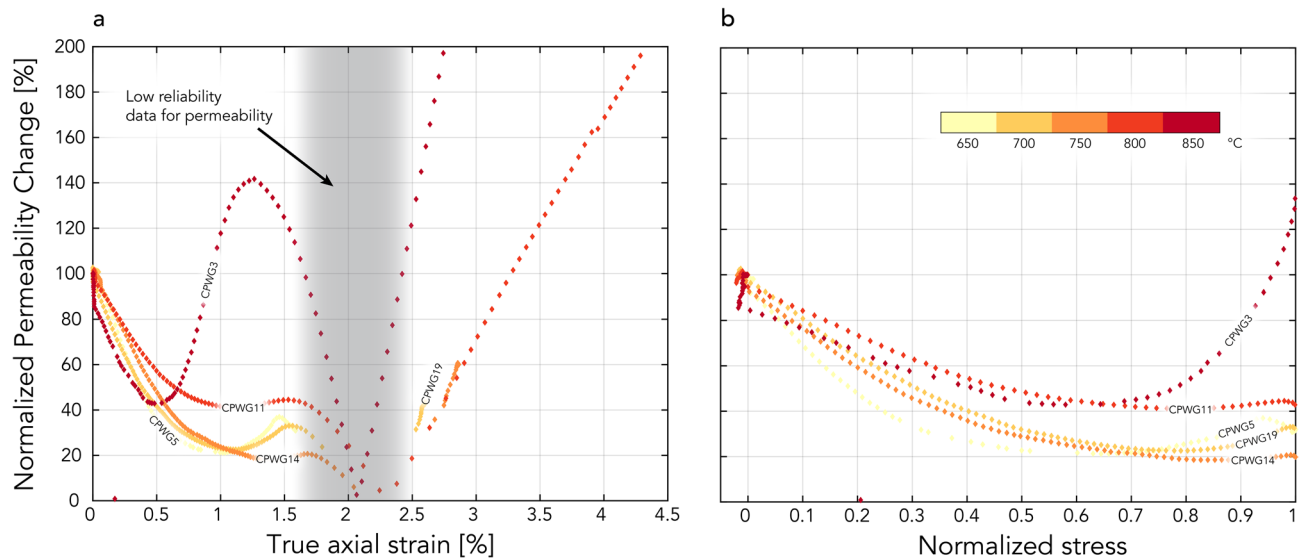 a
b
Normalized Permeability Change [%]
200
180
160
140
120
100
80
60
40
20
0
Low reliability
data for permeability
CPWG3
CPWG5
CPWG11
CPWG14
CPWG19
0 0.5 1 1.5 2 2.5 3 3.5 4 4.5
True axial strain [%]
650 700 750 800 850 °C
CPWG3
CPWG11
CPWG5
CPWG19
CPWG14
0 0.1 0.2 0.3 0.4 0.5 0.6 0.7 0.8 0.9 1
Normalized stress